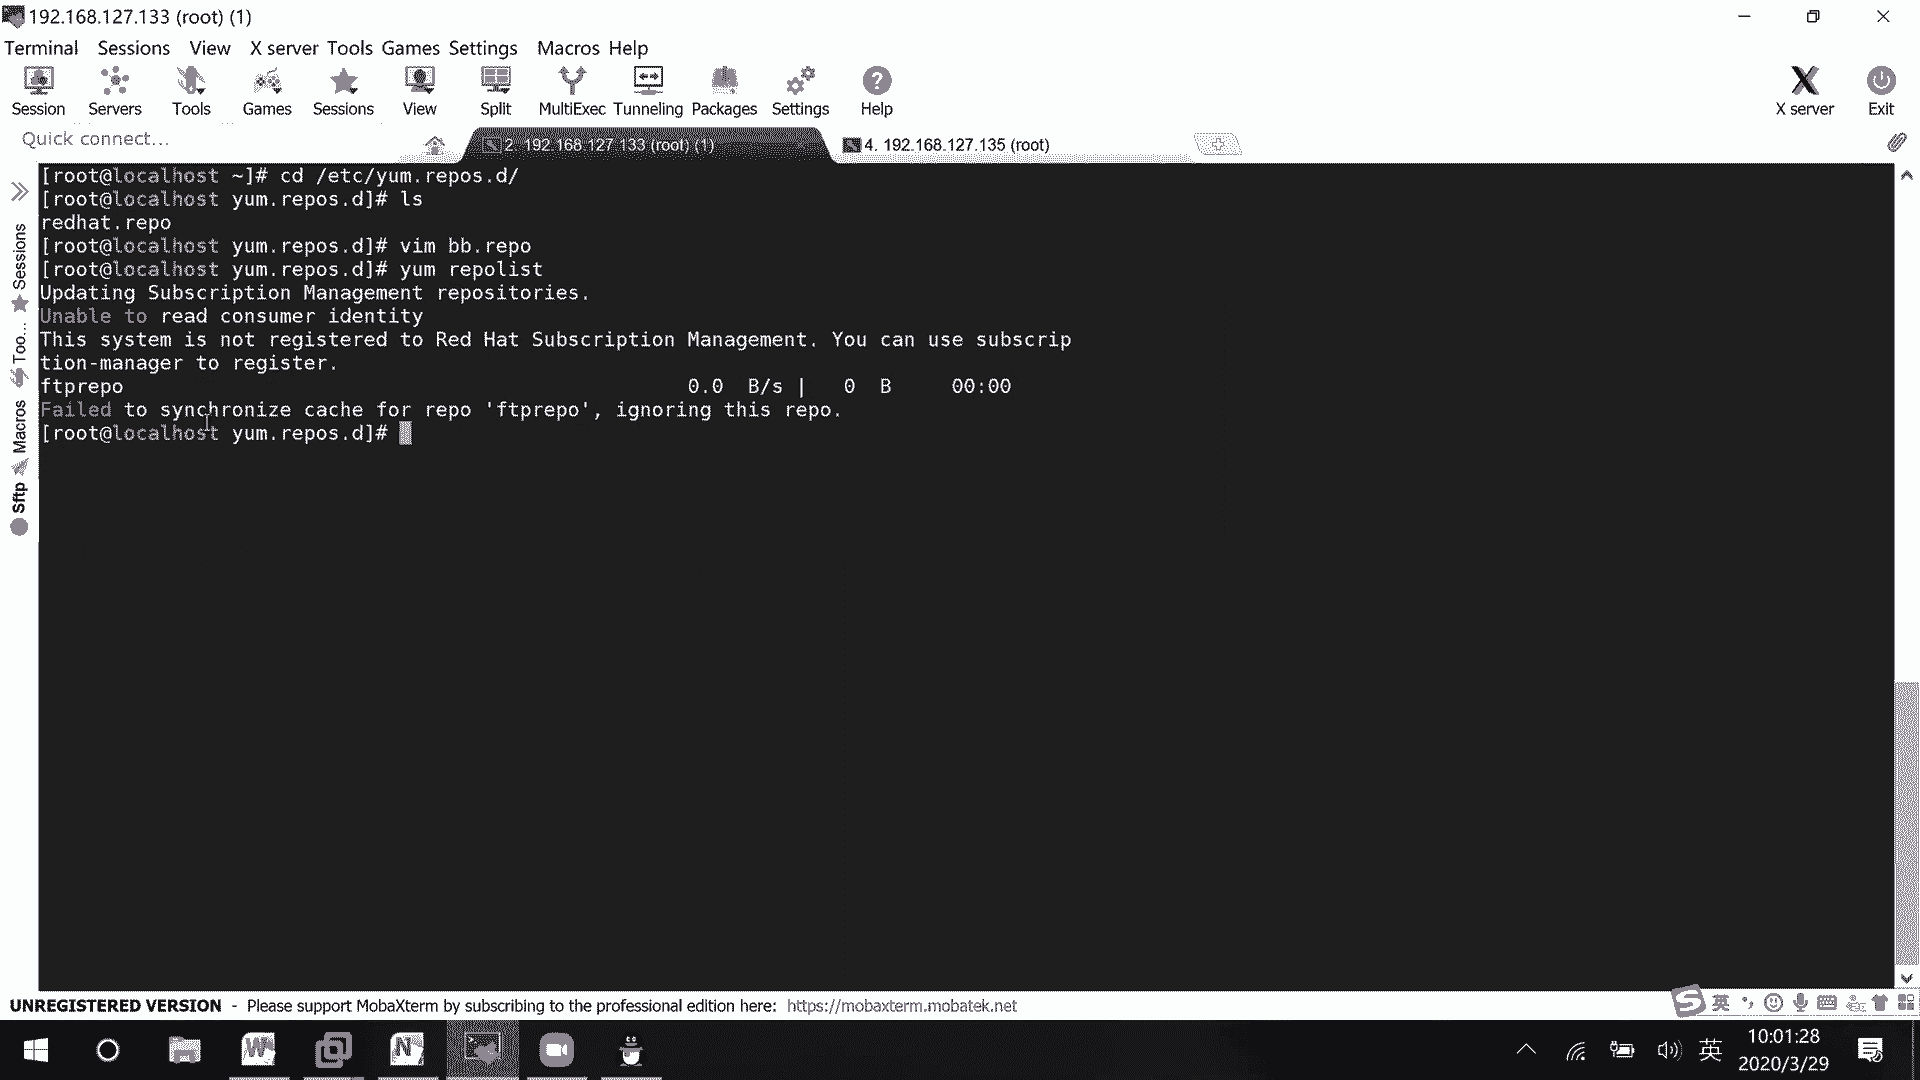 192.168.127.133 (root) (1)
Terminal Sessions View X server Tools Games Settings Macros Help
Session Servers Tools Games Sessions View Split MultiExec Tunneling Packages Settings Help X server Exit
Quick connect...
2. 192.168.127.133 (root) (1)
4. 192.168.127.135 (root)
Sessions
Too...
Macros
Sftp
[root@localhost ~]# cd /etc/yum.repos.d/
[root@localhost yum.repos.d]# ls
redhat.repo
[root@localhost yum.repos.d]# vim bb.repo
[root@localhost yum.repos.d]# yum repolist
Updating Subscription Management repositories.
Unable to read consumer identity
This system is not registered to Red Hat Subscription Management. You can use subscrip
tion-manager to register.
ftprepo 0.0 B/s | 0 B 00:00
Failed to synchronize cache for repo 'ftprepo', ignoring this repo.
[root@localhost yum.repos.d]#
UNREGISTERED VERSION - Please support MobaXterm by subscribing to the professional edition here: https://mobaxterm.mobatek.net
英
英
10:01:28
2020/3/29